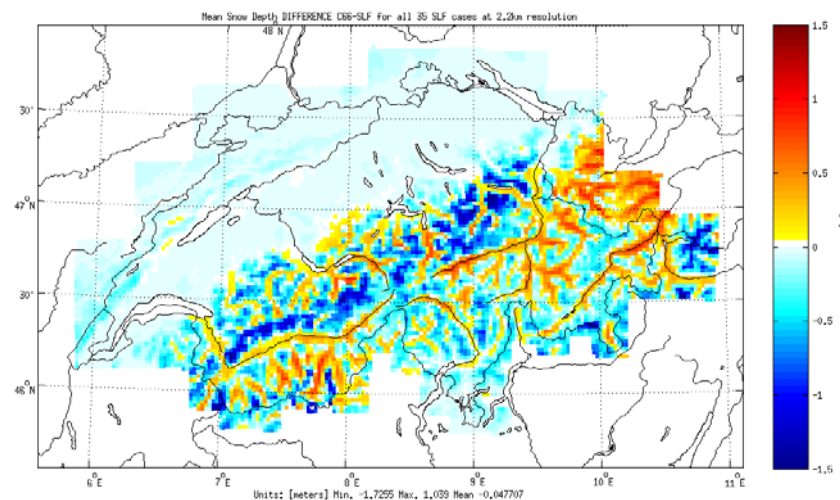 Mean Snow Depth DIFFERENCE C66-SLF for all 35 SLF cases at 2.2km resolution
48 N
1.5
30'
1
0.5
47 N
0
30'
-0.5
46 N
-1
-1.5
6 E
7 E
8 E
9 E
10 E
11 E
Units: [meters] Min. -1.7255 Max. 1.039 Mean -0.047707